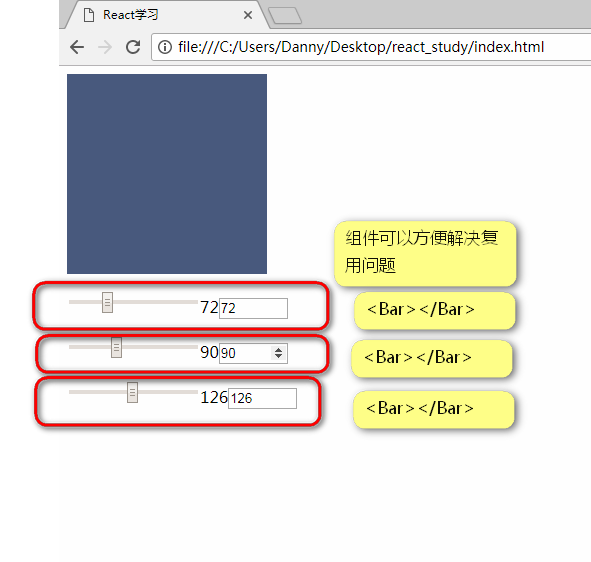 React学习
file:///C:/Users/Danny/Desktop/react_study/index.html
组件可以方便解决复
用问题
72 72
<Bar></Bar>
90 90
<Bar></Bar>
126 126
<Bar></Bar>